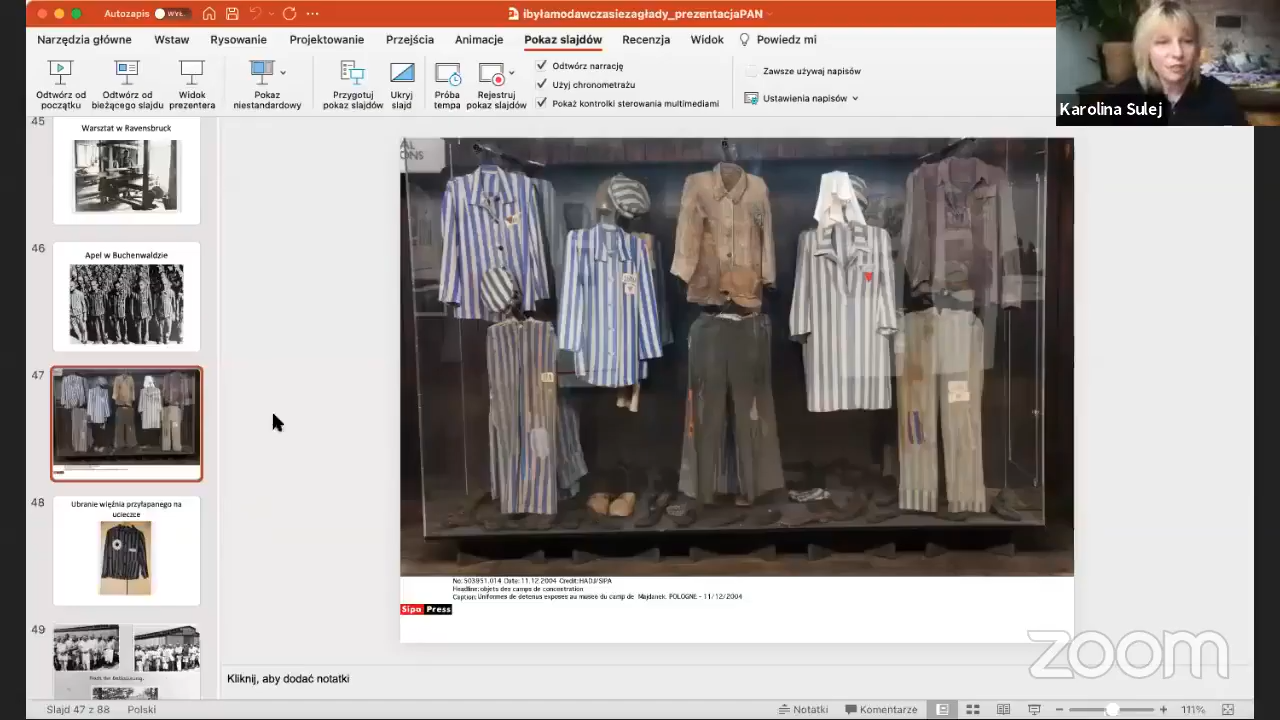 Autozapis
WYŁ.
ibyłamodawczasiezagłady_prezentacjaPAN
Narzędzia główne
Wstaw
Rysowanie
Projektowanie
Przejścia
Animacje
Pokaz slajdów
Recenzja
Widok
Powiedz mi
Odtwórz od
początku
Odtwórz od
bieżącego slajdu
Widok
prezentera
Pokaz
niestandardowy
Przygotuj
pokaz slajdów
Ukryj
slajd
Próba
tempa
Rejestruj
pokaz slajdów
Odtwórz narrację
Użyj chronometrażu
Pokaż kontrolki sterowania multimediami
Zawsze używaj napisów
Ustawienia napisów
Karolina Sulej
45
Warsztat w Ravensbruck
46
Apel w Buchenwaldzie
47
48
Ubranie więźnia przyłapanego na
ucieczce
49
No: 503951.014 Date: 11.12.2004 Credit: HADJ/SIPA
Headline: objets des camps de concentration
Caption: Uniformes de detenus exposes au musee du camp de Majdanek. POLOGNE - 11/12/2004
Sipa Press
zoom
Kliknij, aby dodać notatki
Slajd 47 z 88
Polski
Notatki
Komentarze
111%